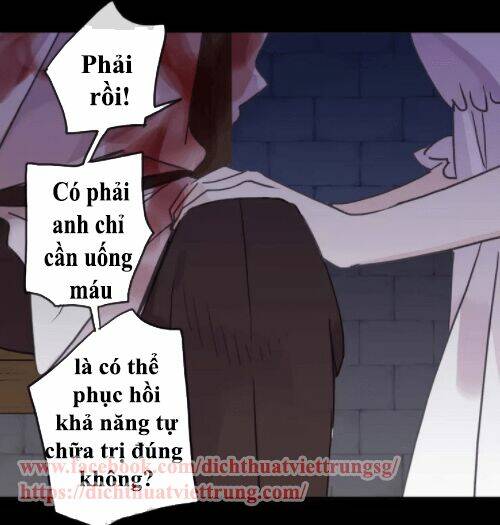 Phải
rồi!
Có phải
anh chỉ
cần uống
máu
là có thể
phục hồi
khả năng tự
chữa trị đúng
không?
www.facebook.com/dichthuatviettrungsg/
https://dichthuatviettrung.com/